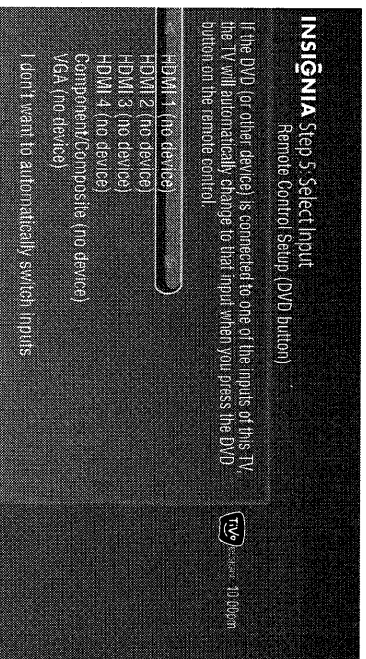 INSIGNIA Step 5: Select Input
Remote Control Setup (DVD button)
TiVo
10:00pm
If the DVD (or other device) is connected to one of the inputs of this TV,
the TV will automatically change to that input when you press the DVD
button on the remote control.
HDMI 1 (no device)
HDMI 2 (no device)
HDMI 3 (no device)
HDMI 4 (no device)
Component/Composite (no device)
VGA (no device)
I don't want to automatically switch inputs